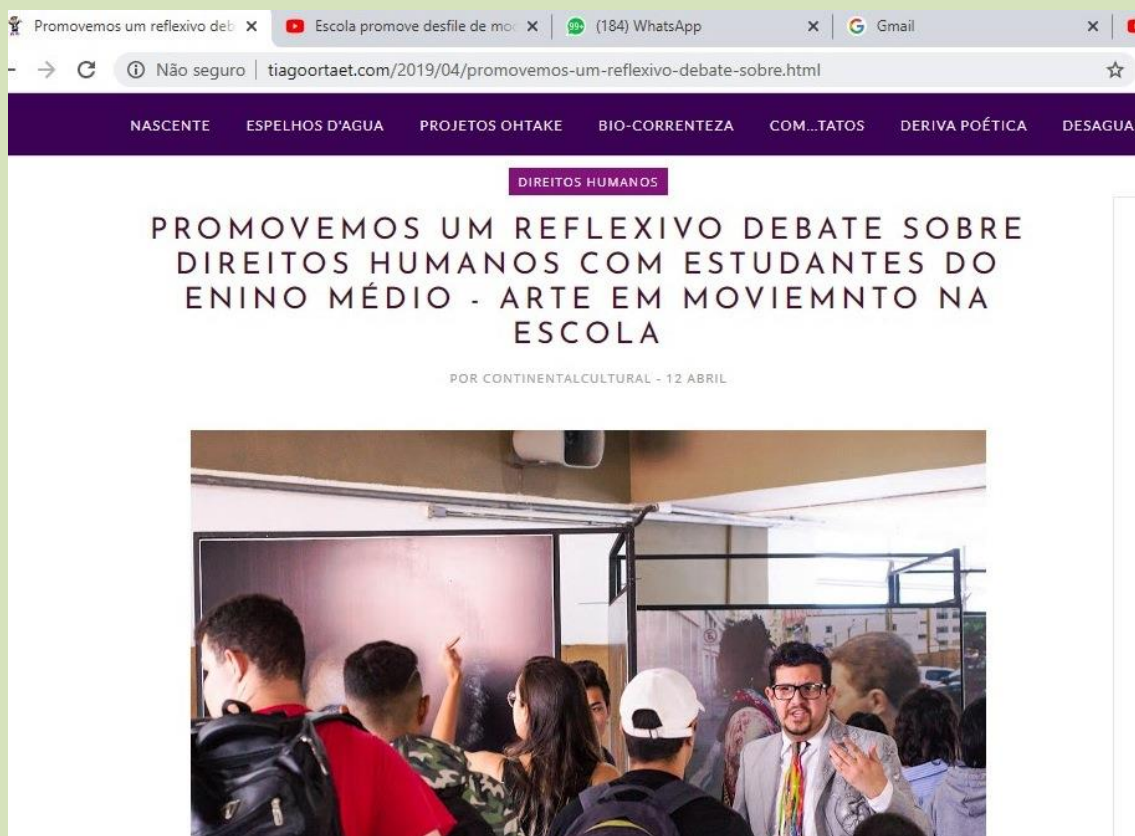 Promovemos um reflexivo deb
Escola promove desfile de mod
(184) WhatsApp
Gmail
Não seguro | tiagoortaet.com/2019/04/promovemos-um-reflexivo-debate-sobre.html
NASCENTE ESPELHOS D'AGUA PROJETOS OHTAKE BIO-CORRENTEZA COM...TATOS DERIVA POÉTICA DESAGUA
DIREITOS HUMANOS
PROMOVEMOS UM REFLEXIVO DEBATE SOBRE
DIREITOS HUMANOS COM ESTUDANTES DO
ENINO MÉDIO - ARTE EM MOVIEMNTO NA
ESCOLA
POR CONTINENTALCULTURAL - 12 ABRIL